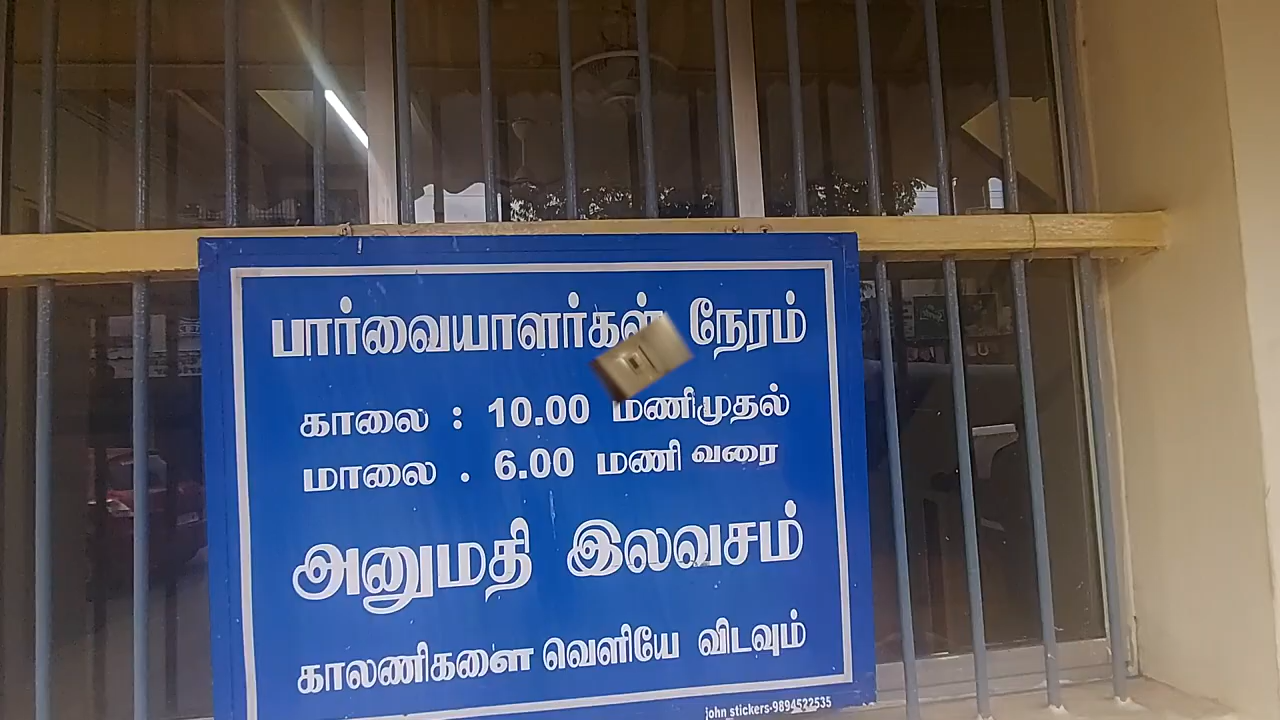 பார்வையாளர்கள் நேரம்
காலை : 10.00 மணிமுதல்
மாலை . 6.00 மணி வரை
அனுமதி இலவசம்
காலணிகளை வெளியே விடவும்
john stickers-9894522535